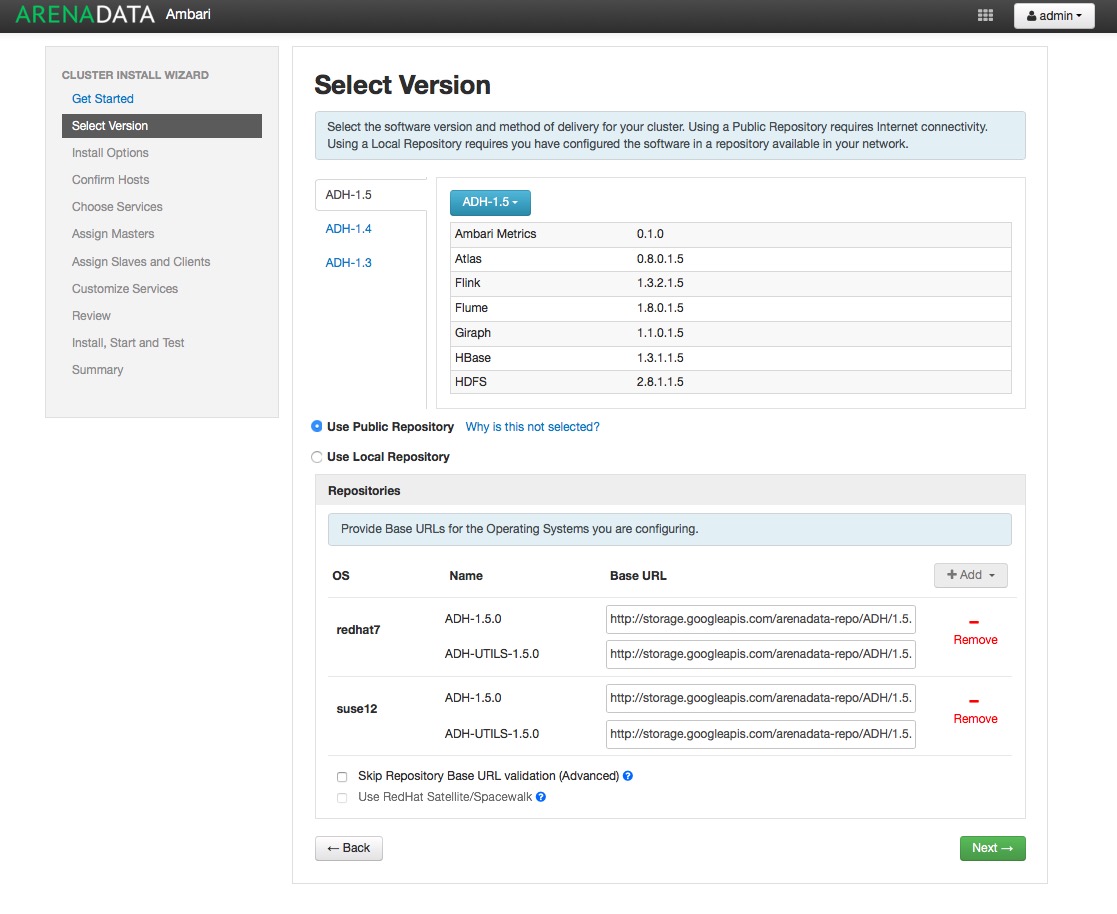 ARENADATA Ambari
admin
CLUSTER INSTALL WIZARD
Get Started
Select Version
Install Options
Confirm Hosts
Choose Services
Assign Masters
Assign Slaves and Clients
Customize Services
Review
Install, Start and Test
Summary
Select Version
Select the software version and method of delivery for your cluster. Using a Public Repository requires Internet connectivity.
Using a Local Repository requires you have configured the software in a repository available in your network.
ADH-1.5
ADH-1.4
ADH-1.3
ADH-1.5
Ambari Metrics 0.1.0
Atlas 0.8.0.1.5
Flink 1.3.2.1.5
Flume 1.8.0.1.5
Giraph 1.1.0.1.5
HBase 1.3.1.1.5
HDFS 2.8.1.1.5
Use Public Repository Why is this not selected?
Use Local Repository
Repositories
Provide Base URLs for the Operating Systems you are configuring.
OS Name Base URL + Add
redhat7
ADH-1.5.0 http://storage.googleapis.com/arenadata-repo/ADH/1.5.
ADH-UTILS-1.5.0 http://storage.googleapis.com/arenadata-repo/ADH/1.5.
Remove
suse12
ADH-1.5.0 http://storage.googleapis.com/arenadata-repo/ADH/1.5.
ADH-UTILS-1.5.0 http://storage.googleapis.com/arenadata-repo/ADH/1.5.
Remove
Skip Repository Base URL validation (Advanced) ?
Use RedHat Satellite/Spacewalk ?
← Back
Next →